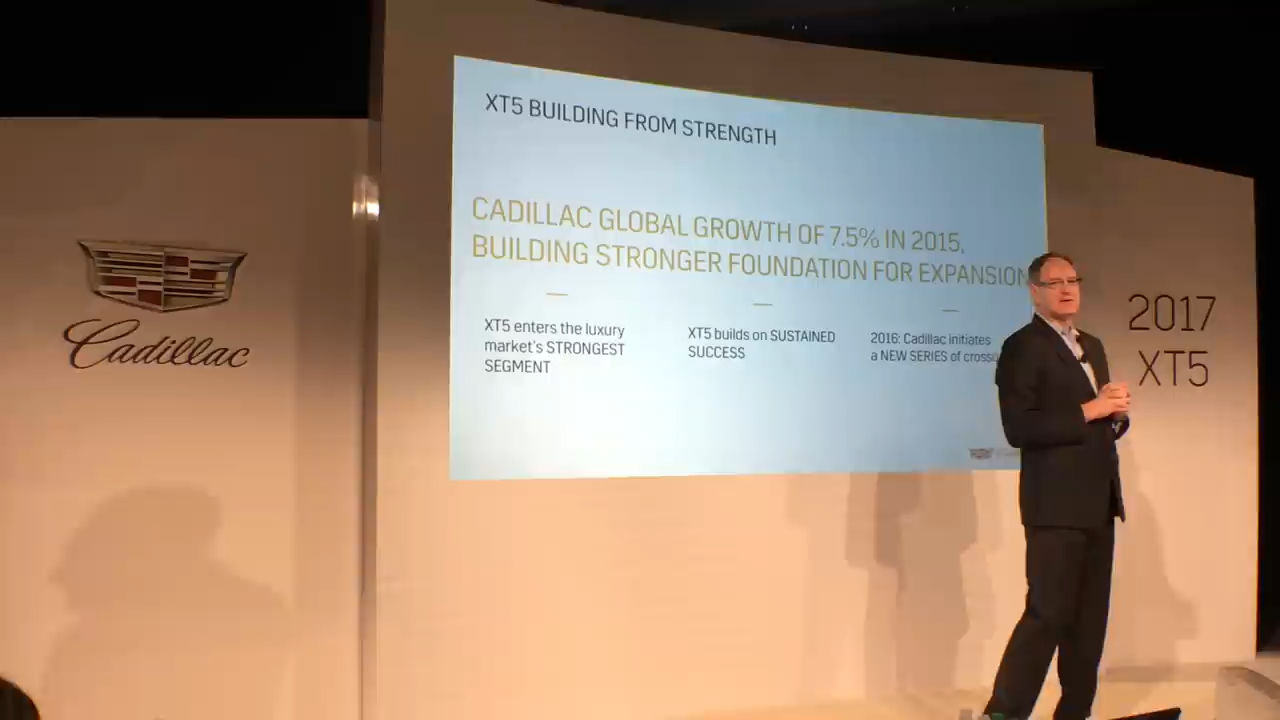 XT5 BUILDING FROM STRENGTH
CADILLAC GLOBAL GROWTH OF 7.5% IN 2015,
BUILDING STRONGER FOUNDATION FOR EXPANSION
XT5 enters the luxury
market's STRONGEST
SEGMENT
XT5 builds on SUSTAINED
SUCCESS
2016: Cadillac initiates
a NEW SERIES of
Cadillac
2017
XT5